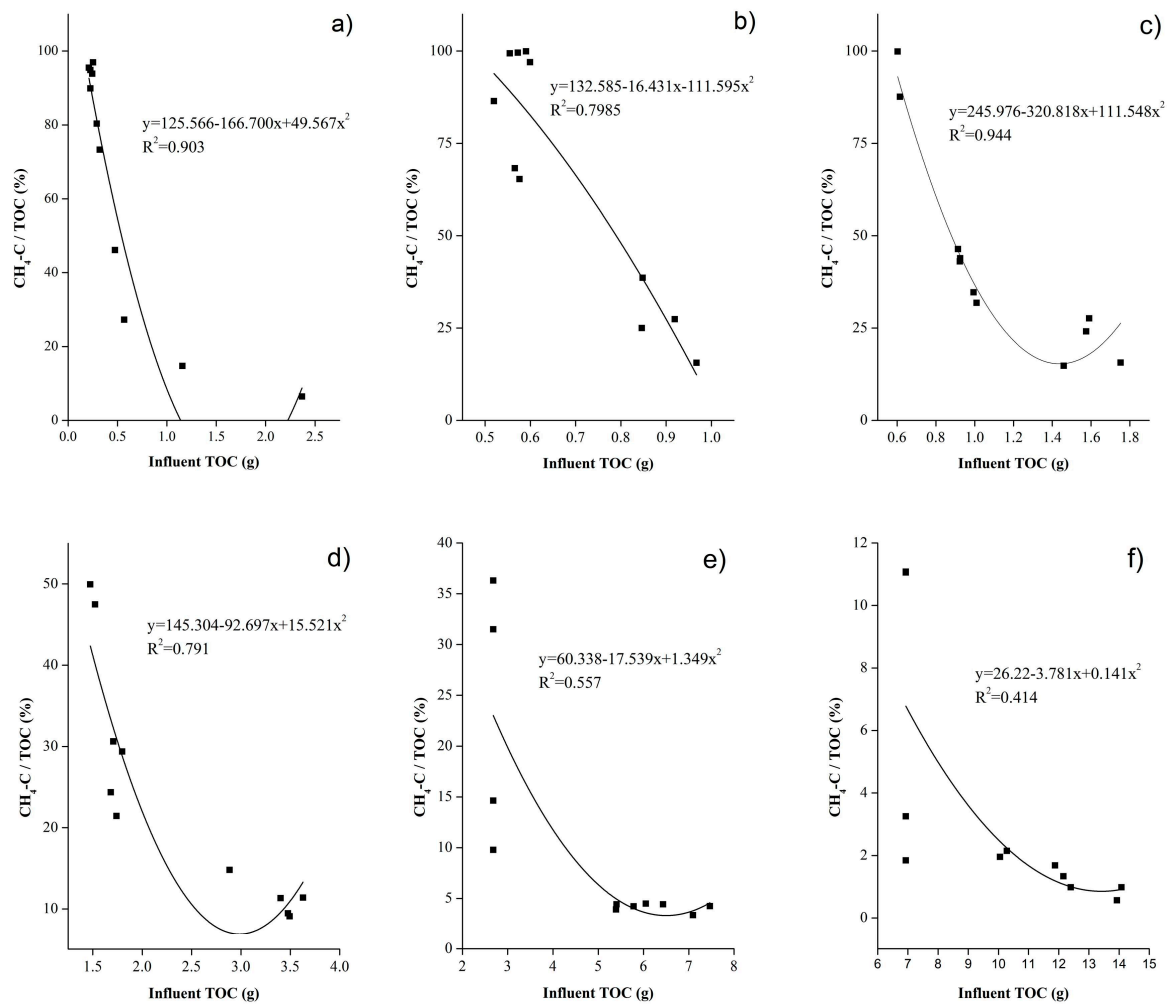 a)
y=125.566-166.700x+49.567x²
R²=0.903
CH₄-C / TOC (%)
100
80
60
40
20
0
0.0 0.5 1.0 1.5 2.0 2.5
Influent TOC (g)
b)
y=132.585-16.431x-111.595x²
R²=0.7985
CH₄-C / TOC (%)
100
75
50
25
0
0.5 0.6 0.7 0.8 0.9 1.0
Influent TOC (g)
c)
y=245.976-320.818x+111.548x²
R²=0.944
CH₄-C / TOC (%)
100
75
50
25
0
0.6 0.8 1.0 1.2 1.4 1.6 1.8
Influent TOC (g)
d)
y=145.304-92.697x+15.521x²
R²=0.791
CH₄-C / TOC (%)
50
40
30
20
10
1.5 2.0 2.5 3.0 3.5 4.0
Influent TOC (g)
e)
y=60.338-17.539x+1.349x²
R²=0.557
CH₄-C / TOC (%)
40
35
30
25
20
15
10
5
0
2 3 4 5 6 7 8
Influent TOC (g)
f)
y=26.22-3.781x+0.141x²
R²=0.414
CH₄-C / TOC (%)
12
10
8
6
4
2
0
6 7 8 9 10 11 12 13 14 15
Influent TOC (g)